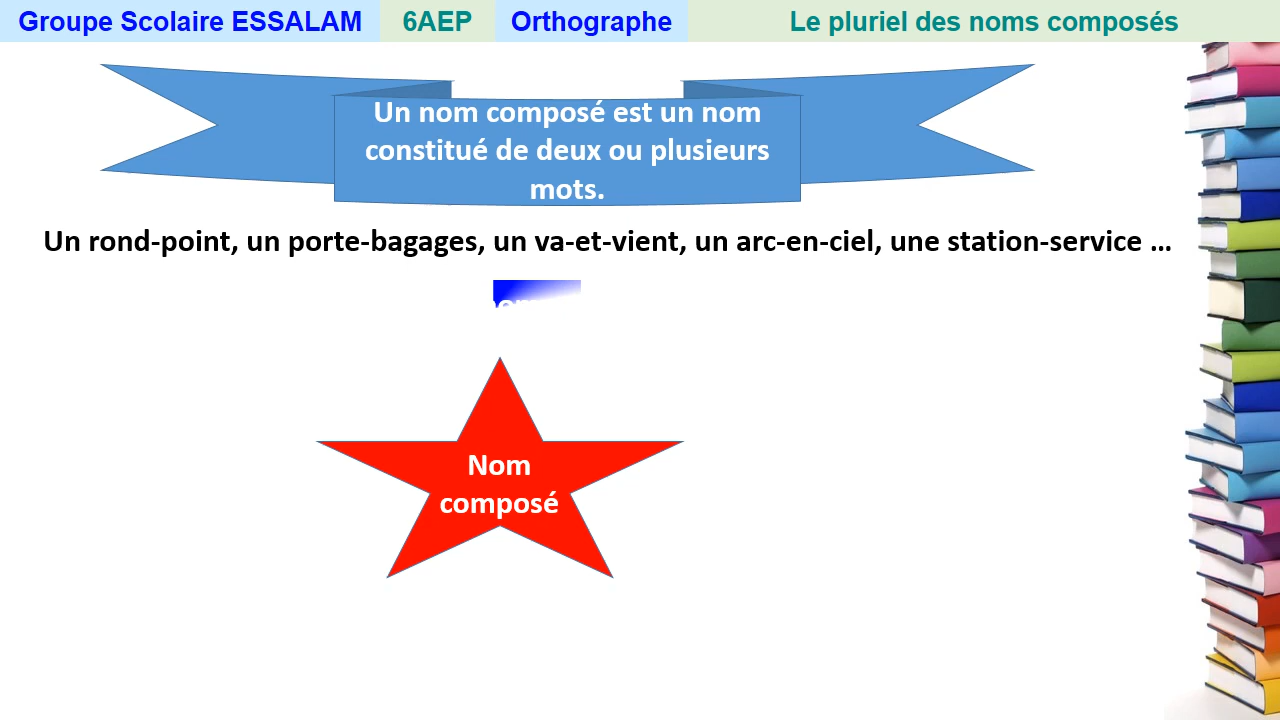 Groupe Scolaire ESSALAM 6AEP Orthographe Le pluriel des noms composés
Un nom composé est un nom
constitué de deux ou plusieurs
mots.
Un rond-point, un porte-bagages, un va-et-vient, un arc-en-ciel, une station-service ...
Nom
composé